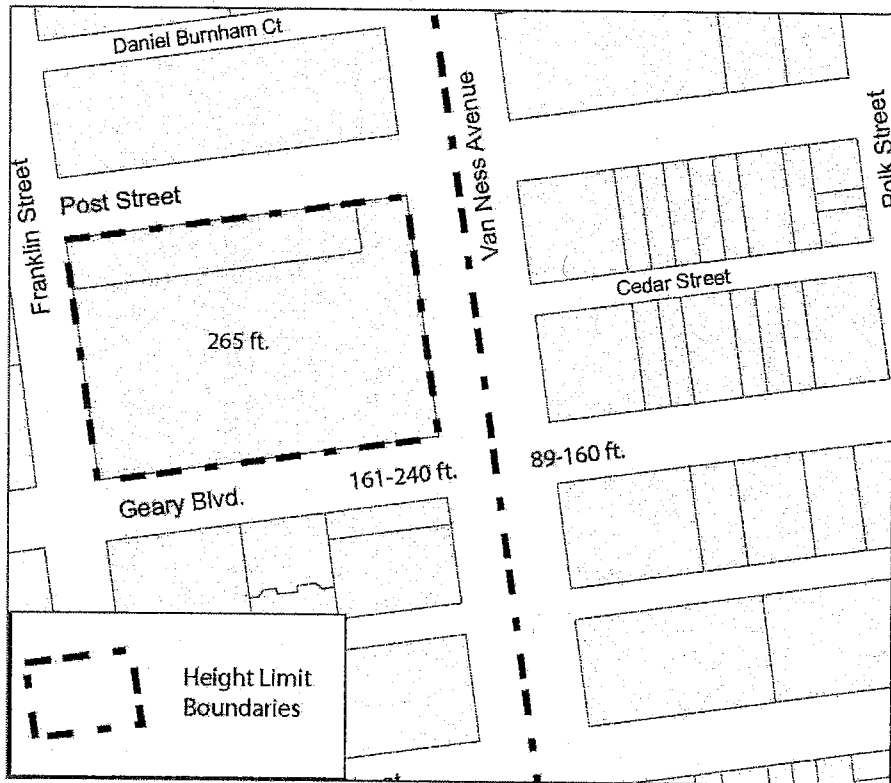 Daniel Burnham Ct
Franklin Street
Post Street
Van Ness Avenue
Polk Street
Cedar Street
265 ft.
89-160 ft.
161-240 ft.
Geary Blvd.
Height Limit
Boundaries